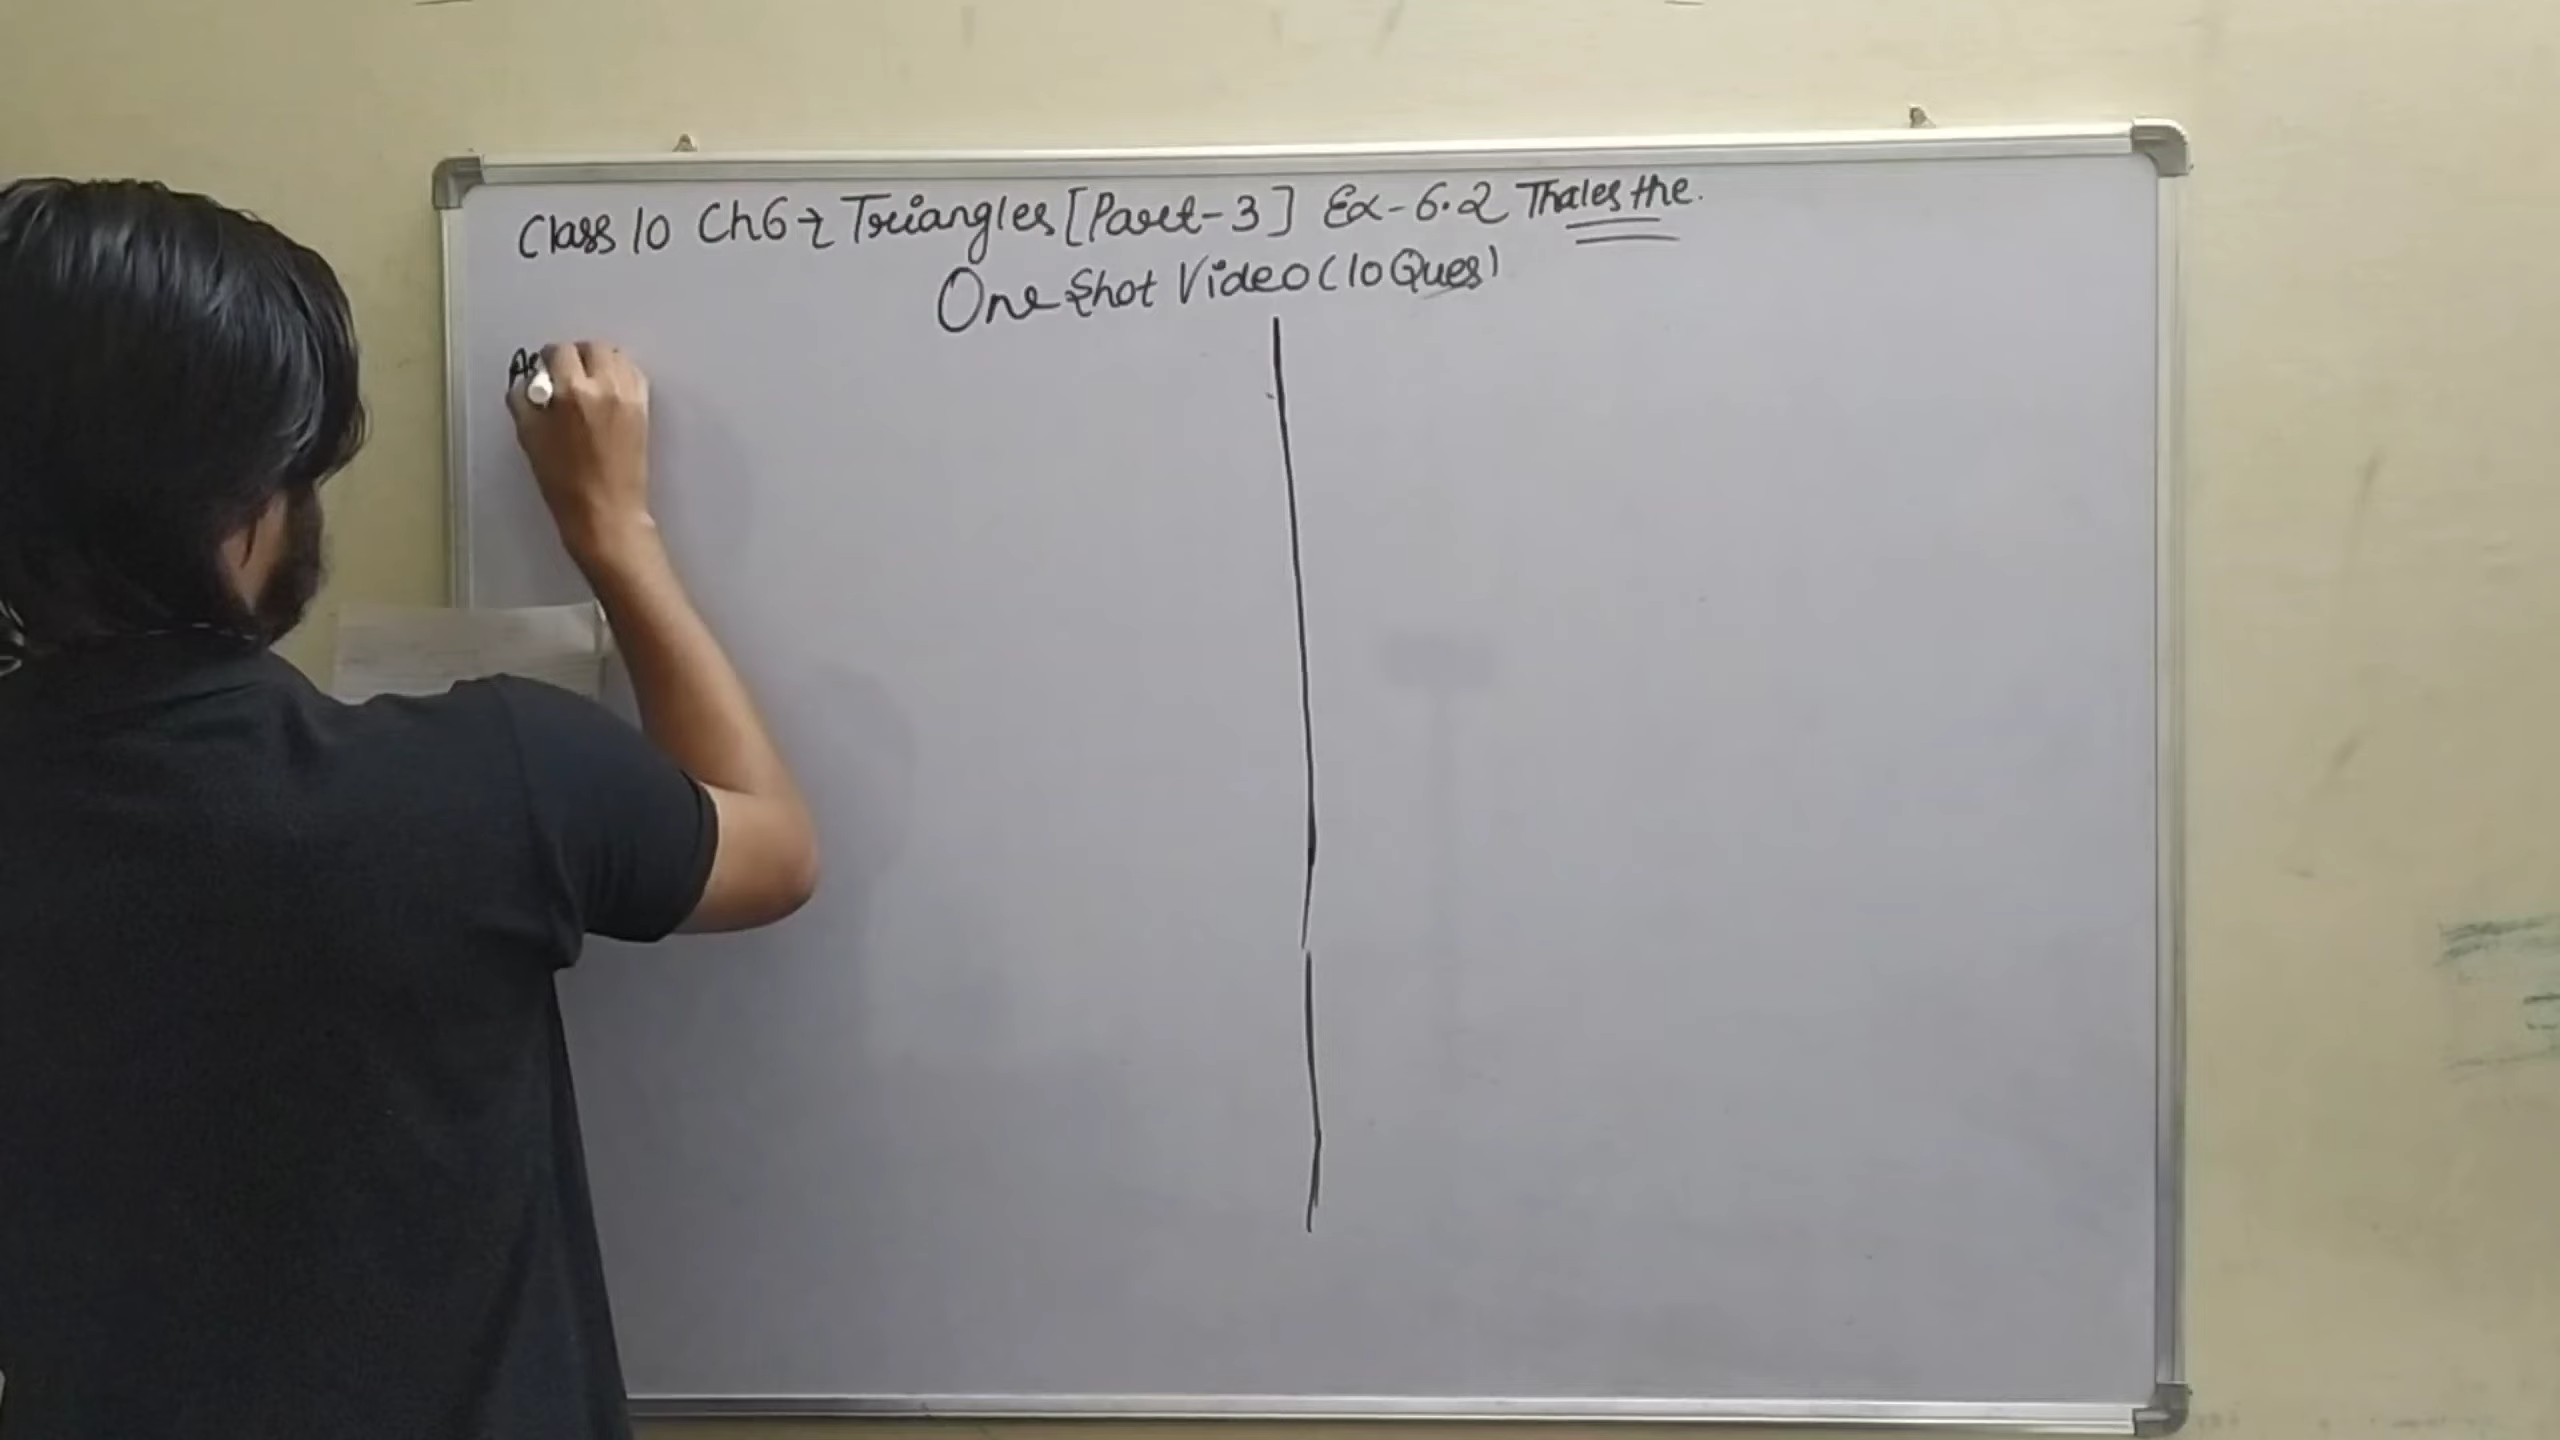 Class 10 Ch6 → Triangles [Part-3] Ex-6.2 Thales the.
One Shot Video (10 Ques)